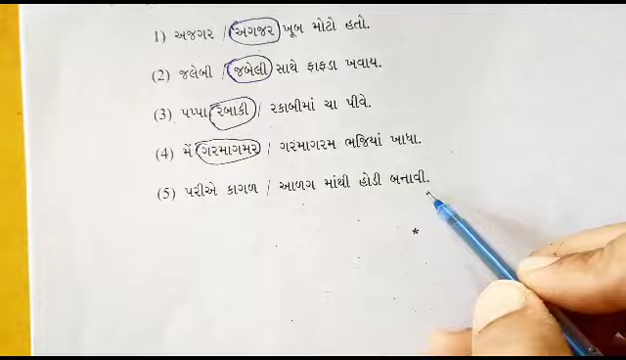 1) અજગર / અગજર ખૂબ મોટો હતો.
(2) જલેબી / જબેલી સાથે ફાફડા ખવાય.
(3) પપ્પા રબાકી / રકાબીમાં ચા પીવે.
(4) મેં ગરમાગમર / ગરમાગરમ ભજિયાં ખાધા.
(5) પરીએ કાગળ / આળગ માંથી હોડી બનાવી.
*